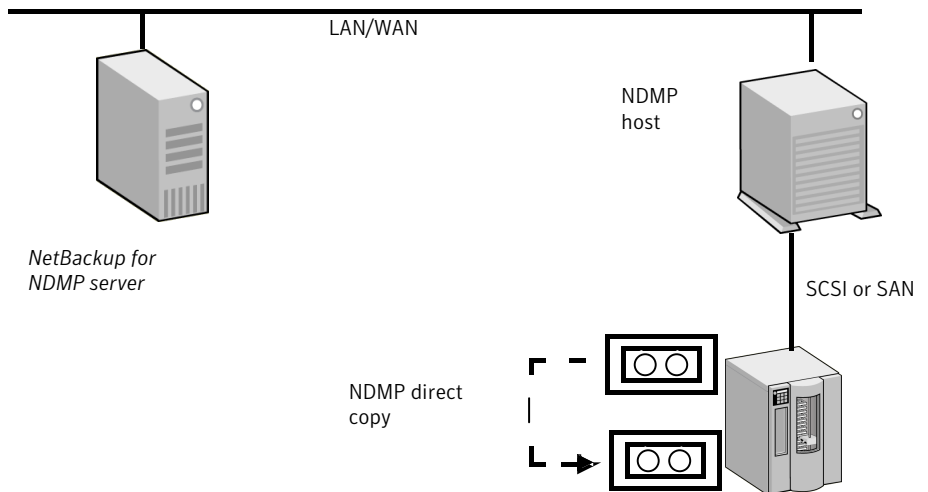 LAN/WAN
NDMP
host
NetBackup for
NDMP server
SCSI or SAN
NDMP direct
copy